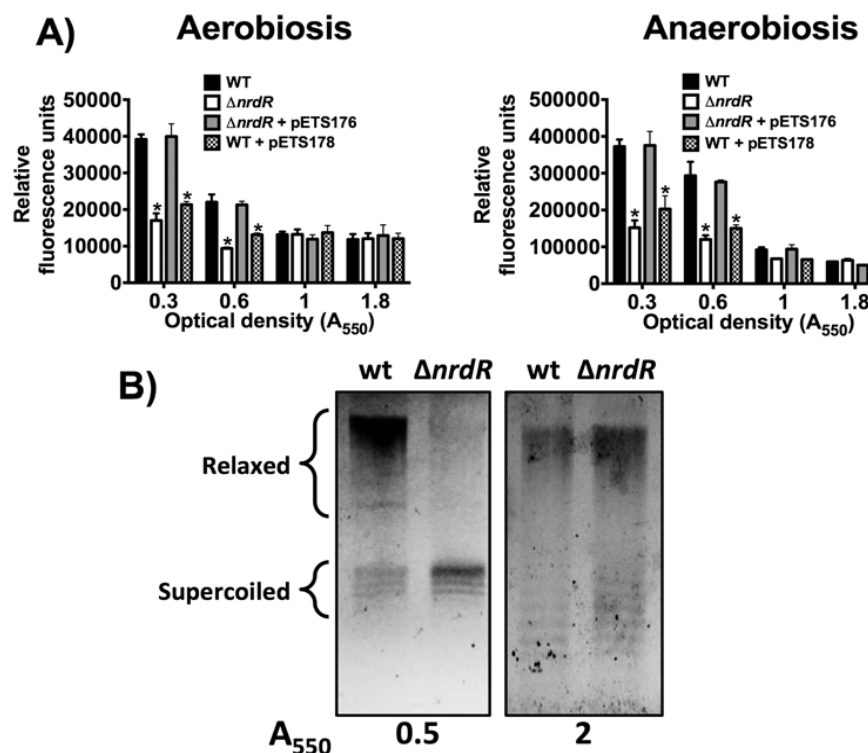 A)
Aerobiosis
WT
ΔnrdR
ΔnrdR + pETS176
WT + pETS178
Relative
fluorescence units
50000
40000
30000
20000
10000
0
* * * *
0.3 0.6 1 1.8
Optical density (A550)
Anaerobiosis
WT
ΔnrdR
ΔnrdR + pETS176
WT + pETS178
Relative
fluorescence units
500000
400000
300000
200000
100000
0
* * * *
0.3 0.6 1 1.8
Optical density (A550)
B)
wt ΔnrdR wt ΔnrdR
Relaxed
Supercoiled
A550 0.5 2